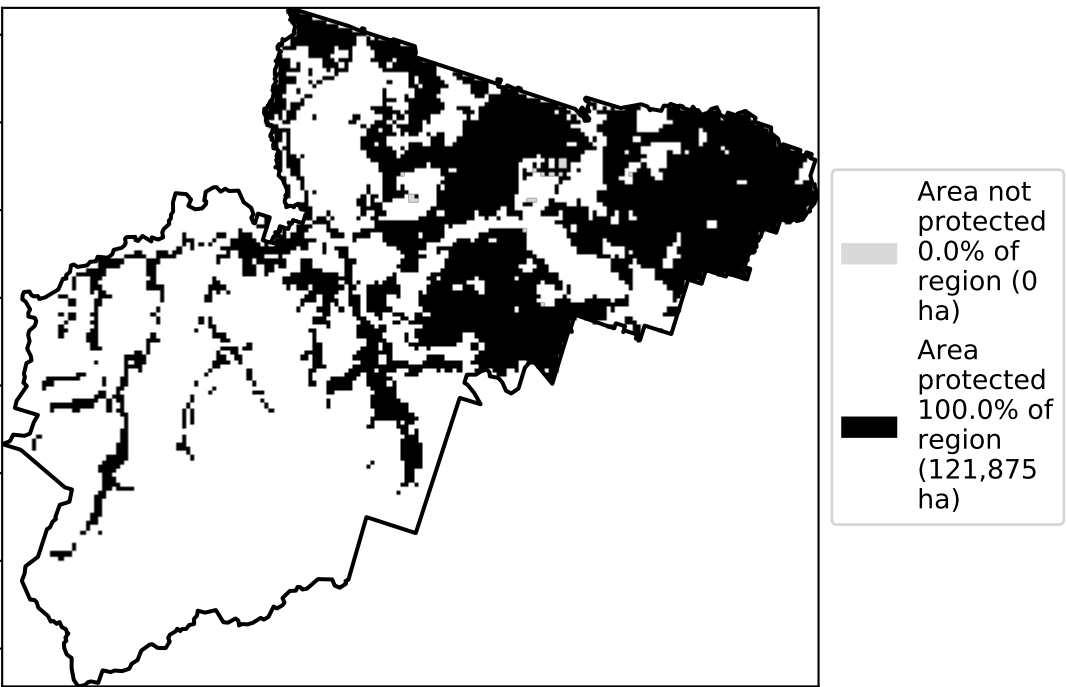 Area not
protected
0.0% of
region (0
ha)
Area
protected
100.0% of
region
(121,875
ha)